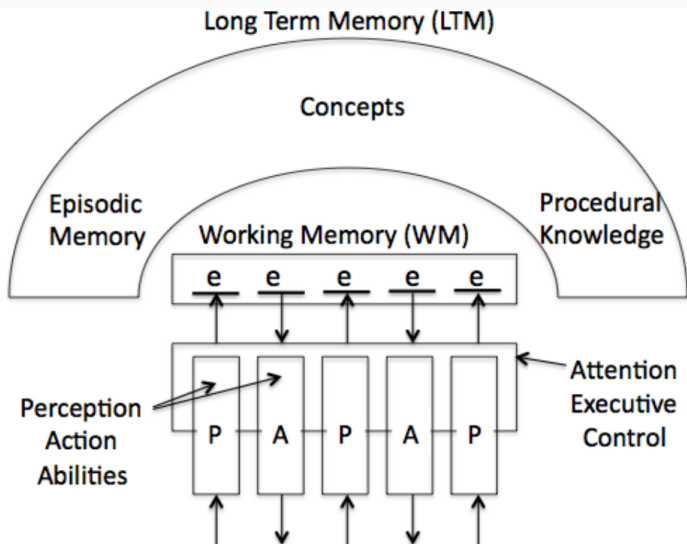 Long Term Memory (LTM)
Concepts
Episodic
Memory
Procedural
Knowledge
Working Memory (WM)
e e e e e
Perception
Action
Abilities
P A P A P
Attention
Executive
Control